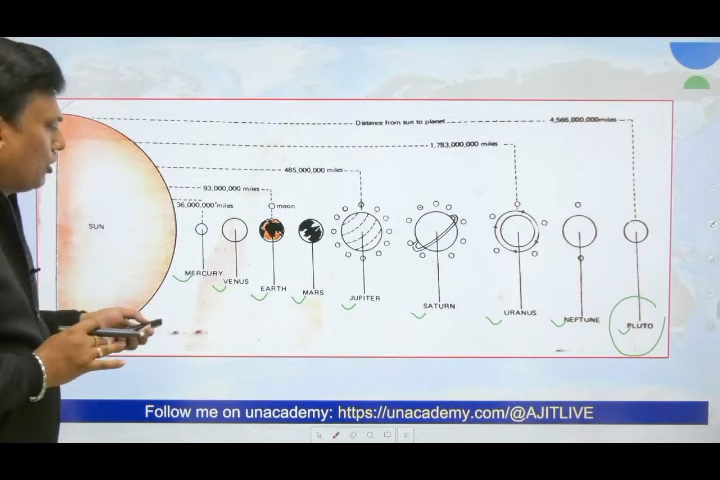 Distance from sun to planet
4,566,000,000miles
1,783,000,000 miles
485,000,000 miles
93,000,000 miles
36,000,000 miles
moon
SUN
MERCURY
VENUS
EARTH
MARS
JUPITER
SATURN
URANUS
NEPTUNE
PLUTO
Follow me on unacademy: https://unacademy.com/@AJITLIVE